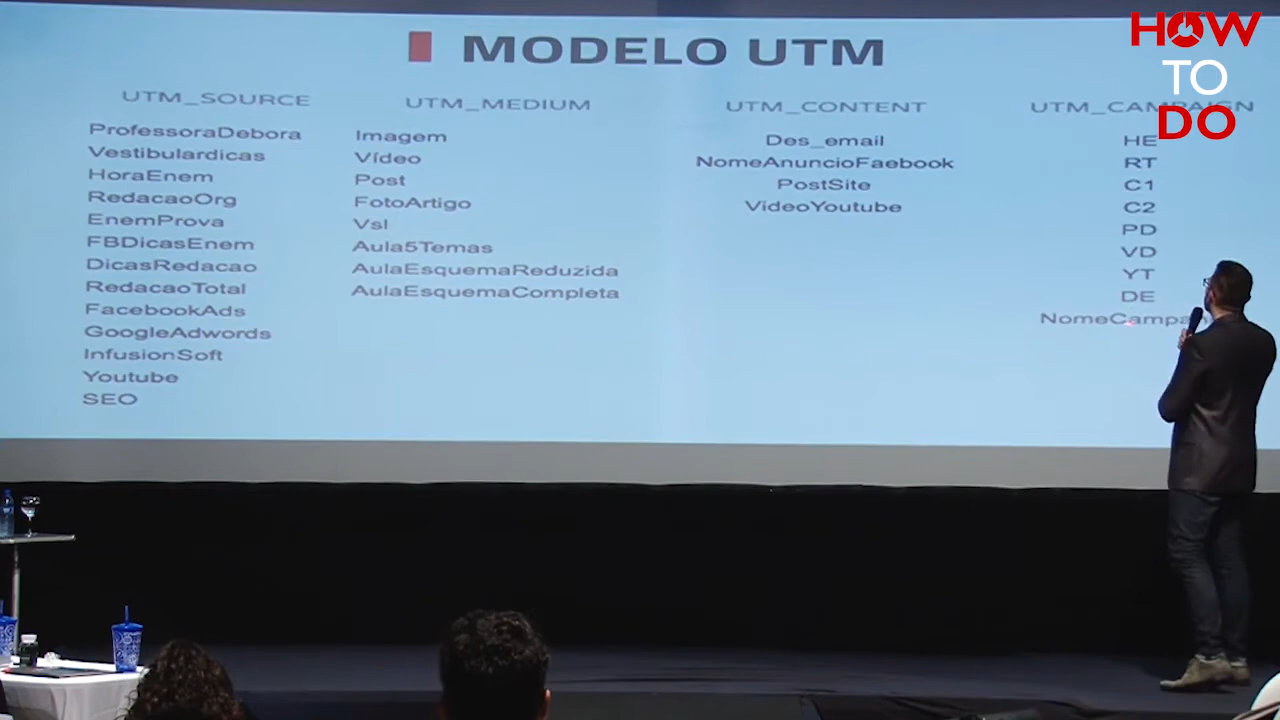 HOW
TO
DO
MODELO UTM
UTM_SOURCE
ProfessoraDebora
Vestibulardicas
HoraEnem
RedacaoOrg
EnemProva
FBDicasEnem
DicasRedacao
RedacaoTotal
FacebookAds
GoogleAdwords
InfusionSoft
Youtube
SEO
UTM_MEDIUM
Imagem
Vídeo
Post
FotoArtigo
Vsl
Aula5Temas
AulaEsquemaReduzida
AulaEsquemaCompleta
UTM_CONTENT
Des_email
NomeAnuncioFaebook
PostSite
VideoYoutube
UTM_CAMPAIGN
HE
RT
C1
C2
PD
VD
YT
DE